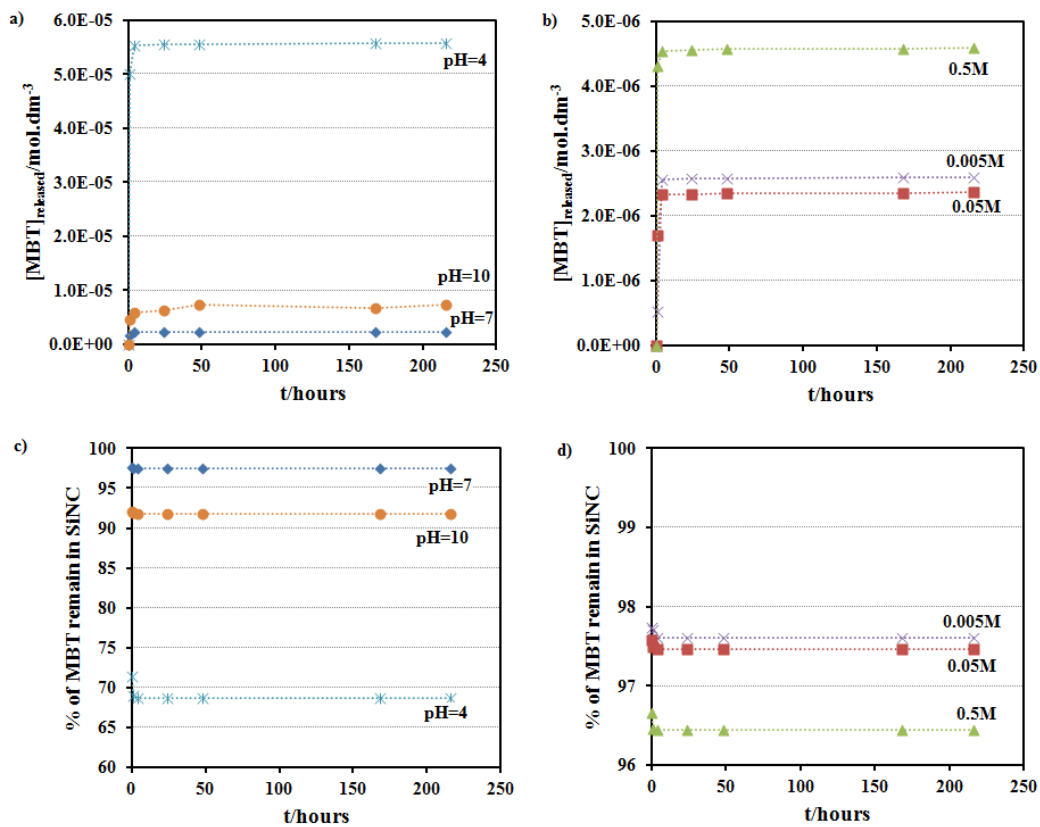 a)
6.0E-05
5.0E-05
4.0E-05
3.0E-05
2.0E-05
1.0E-05
0.0E+00
[MBT]released/mol.dm-3
pH=4
pH=10
pH=7
0 50 100 150 200 250
t/hours
b)
5.0E-06
4.0E-06
3.0E-06
2.0E-06
1.0E-06
0.0E+00
[MBT]released/mol.dm-3
0.5M
0.005M
0.05M
0 50 100 150 200 250
t/hours
c)
100
95
90
85
80
75
70
65
60
% of MBT remain in SiNC
pH=7
pH=10
pH=4
0 50 100 150 200 250
t/hours
d)
100
99
98
97
96
% of MBT remain in SiNC
0.005M
0.05M
0.5M
0 50 100 150 200 250
t/hours